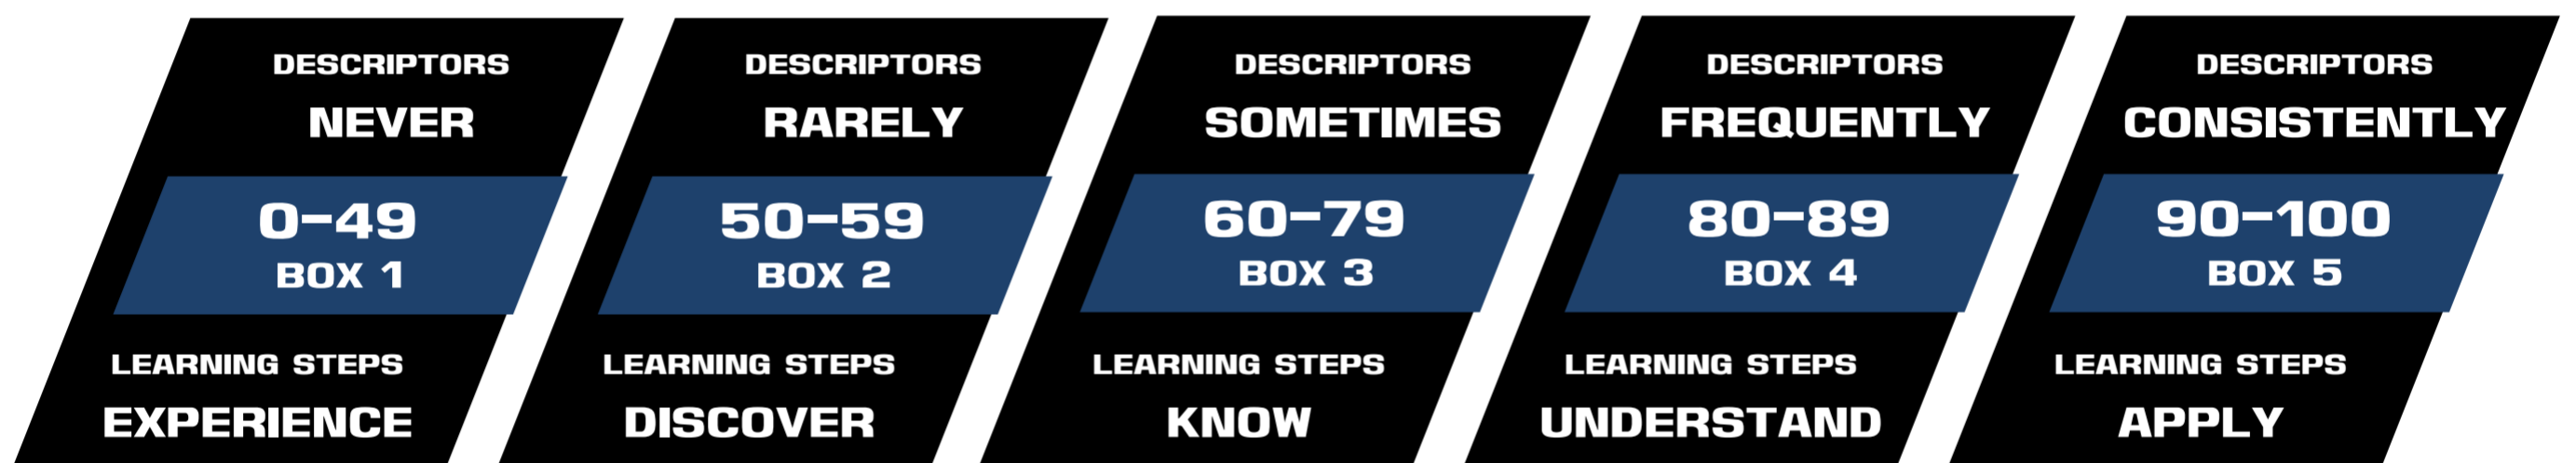 DESCRIPTORS
NEVER
0–49
BOX 1
LEARNING STEPS
EXPERIENCE
DESCRIPTORS
RARELY
50–59
BOX 2
LEARNING STEPS
DISCOVER
DESCRIPTORS
SOMETIMES
60–79
BOX 3
LEARNING STEPS
KNOW
DESCRIPTORS
FREQUENTLY
80–89
BOX 4
LEARNING STEPS
UNDERSTAND
DESCRIPTORS
CONSISTENTLY
90–100
BOX 5
LEARNING STEPS
APPLY